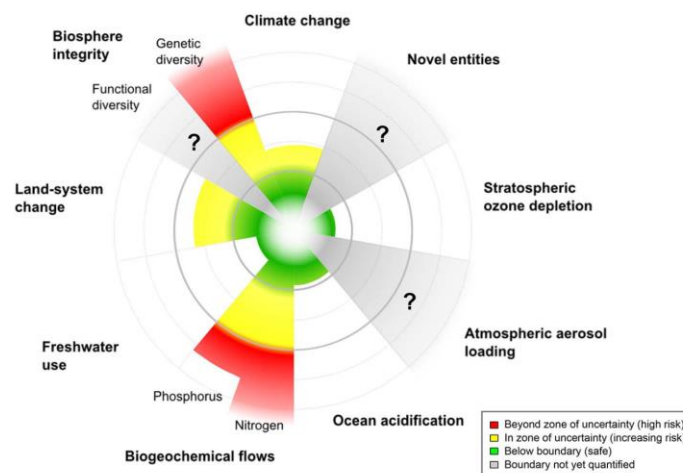 Climate change
Biosphere
integrity
Genetic
diversity
Novel entities
Functional
diversity
?
?
Land-system
change
Stratospheric
ozone depletion
?
Atmospheric aerosol
loading
Freshwater
use
Phosphorus
Nitrogen
Ocean acidification
Biogeochemical flows
Beyond zone of uncertainty (high risk)
In zone of uncertainty (increasing risk)
Below boundary (safe)
Boundary not yet quantified